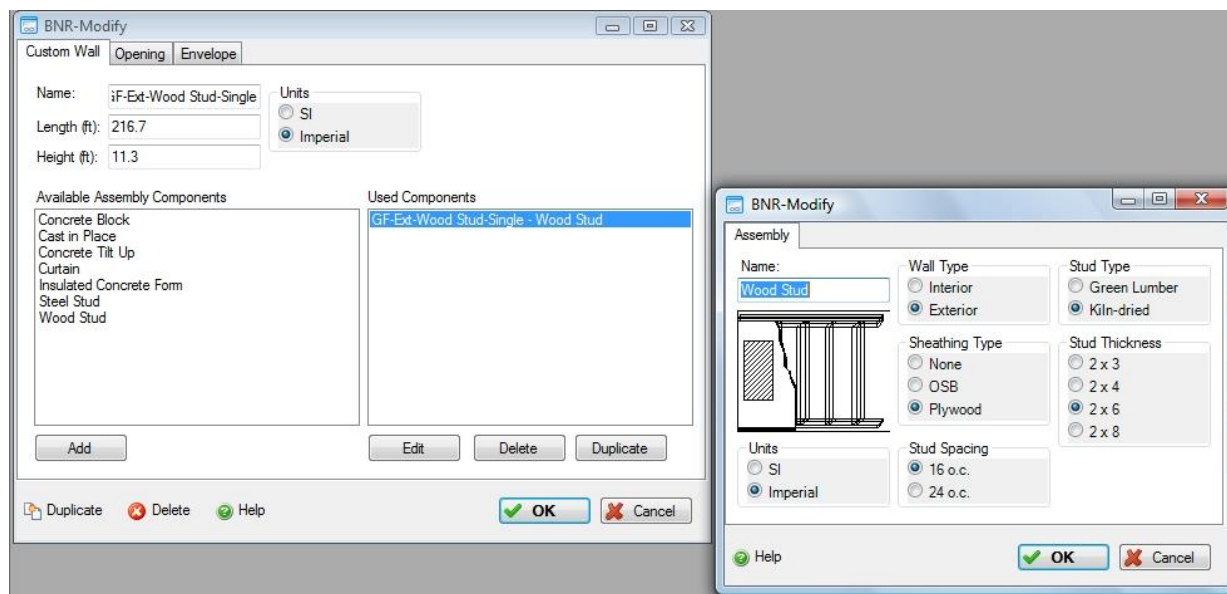 BNR-Modify
Custom Wall Opening Envelope
Name: GF-Ext-Wood Stud-Single
Units
SI
Imperial
Length (ft): 216.7
Height (ft): 11.3
Available Assembly Components
Concrete Block
Cast in Place
Concrete Tilt Up
Curtain
Insulated Concrete Form
Steel Stud
Wood Stud
Used Components
GF-Ext-Wood Stud-Single - Wood Stud
Add Edit Delete Duplicate
Duplicate Delete Help OK Cancel
BNR-Modify
Assembly
Name:
Wood Stud
Wall Type
Interior
Exterior
Stud Type
Green Lumber
Kiln-dried
Sheathing Type
None
OSB
Plywood
Stud Thickness
2 x 3
2 x 4
2 x 6
2 x 8
Units
SI
Imperial
Stud Spacing
16 o.c.
24 o.c.
Help OK Cancel